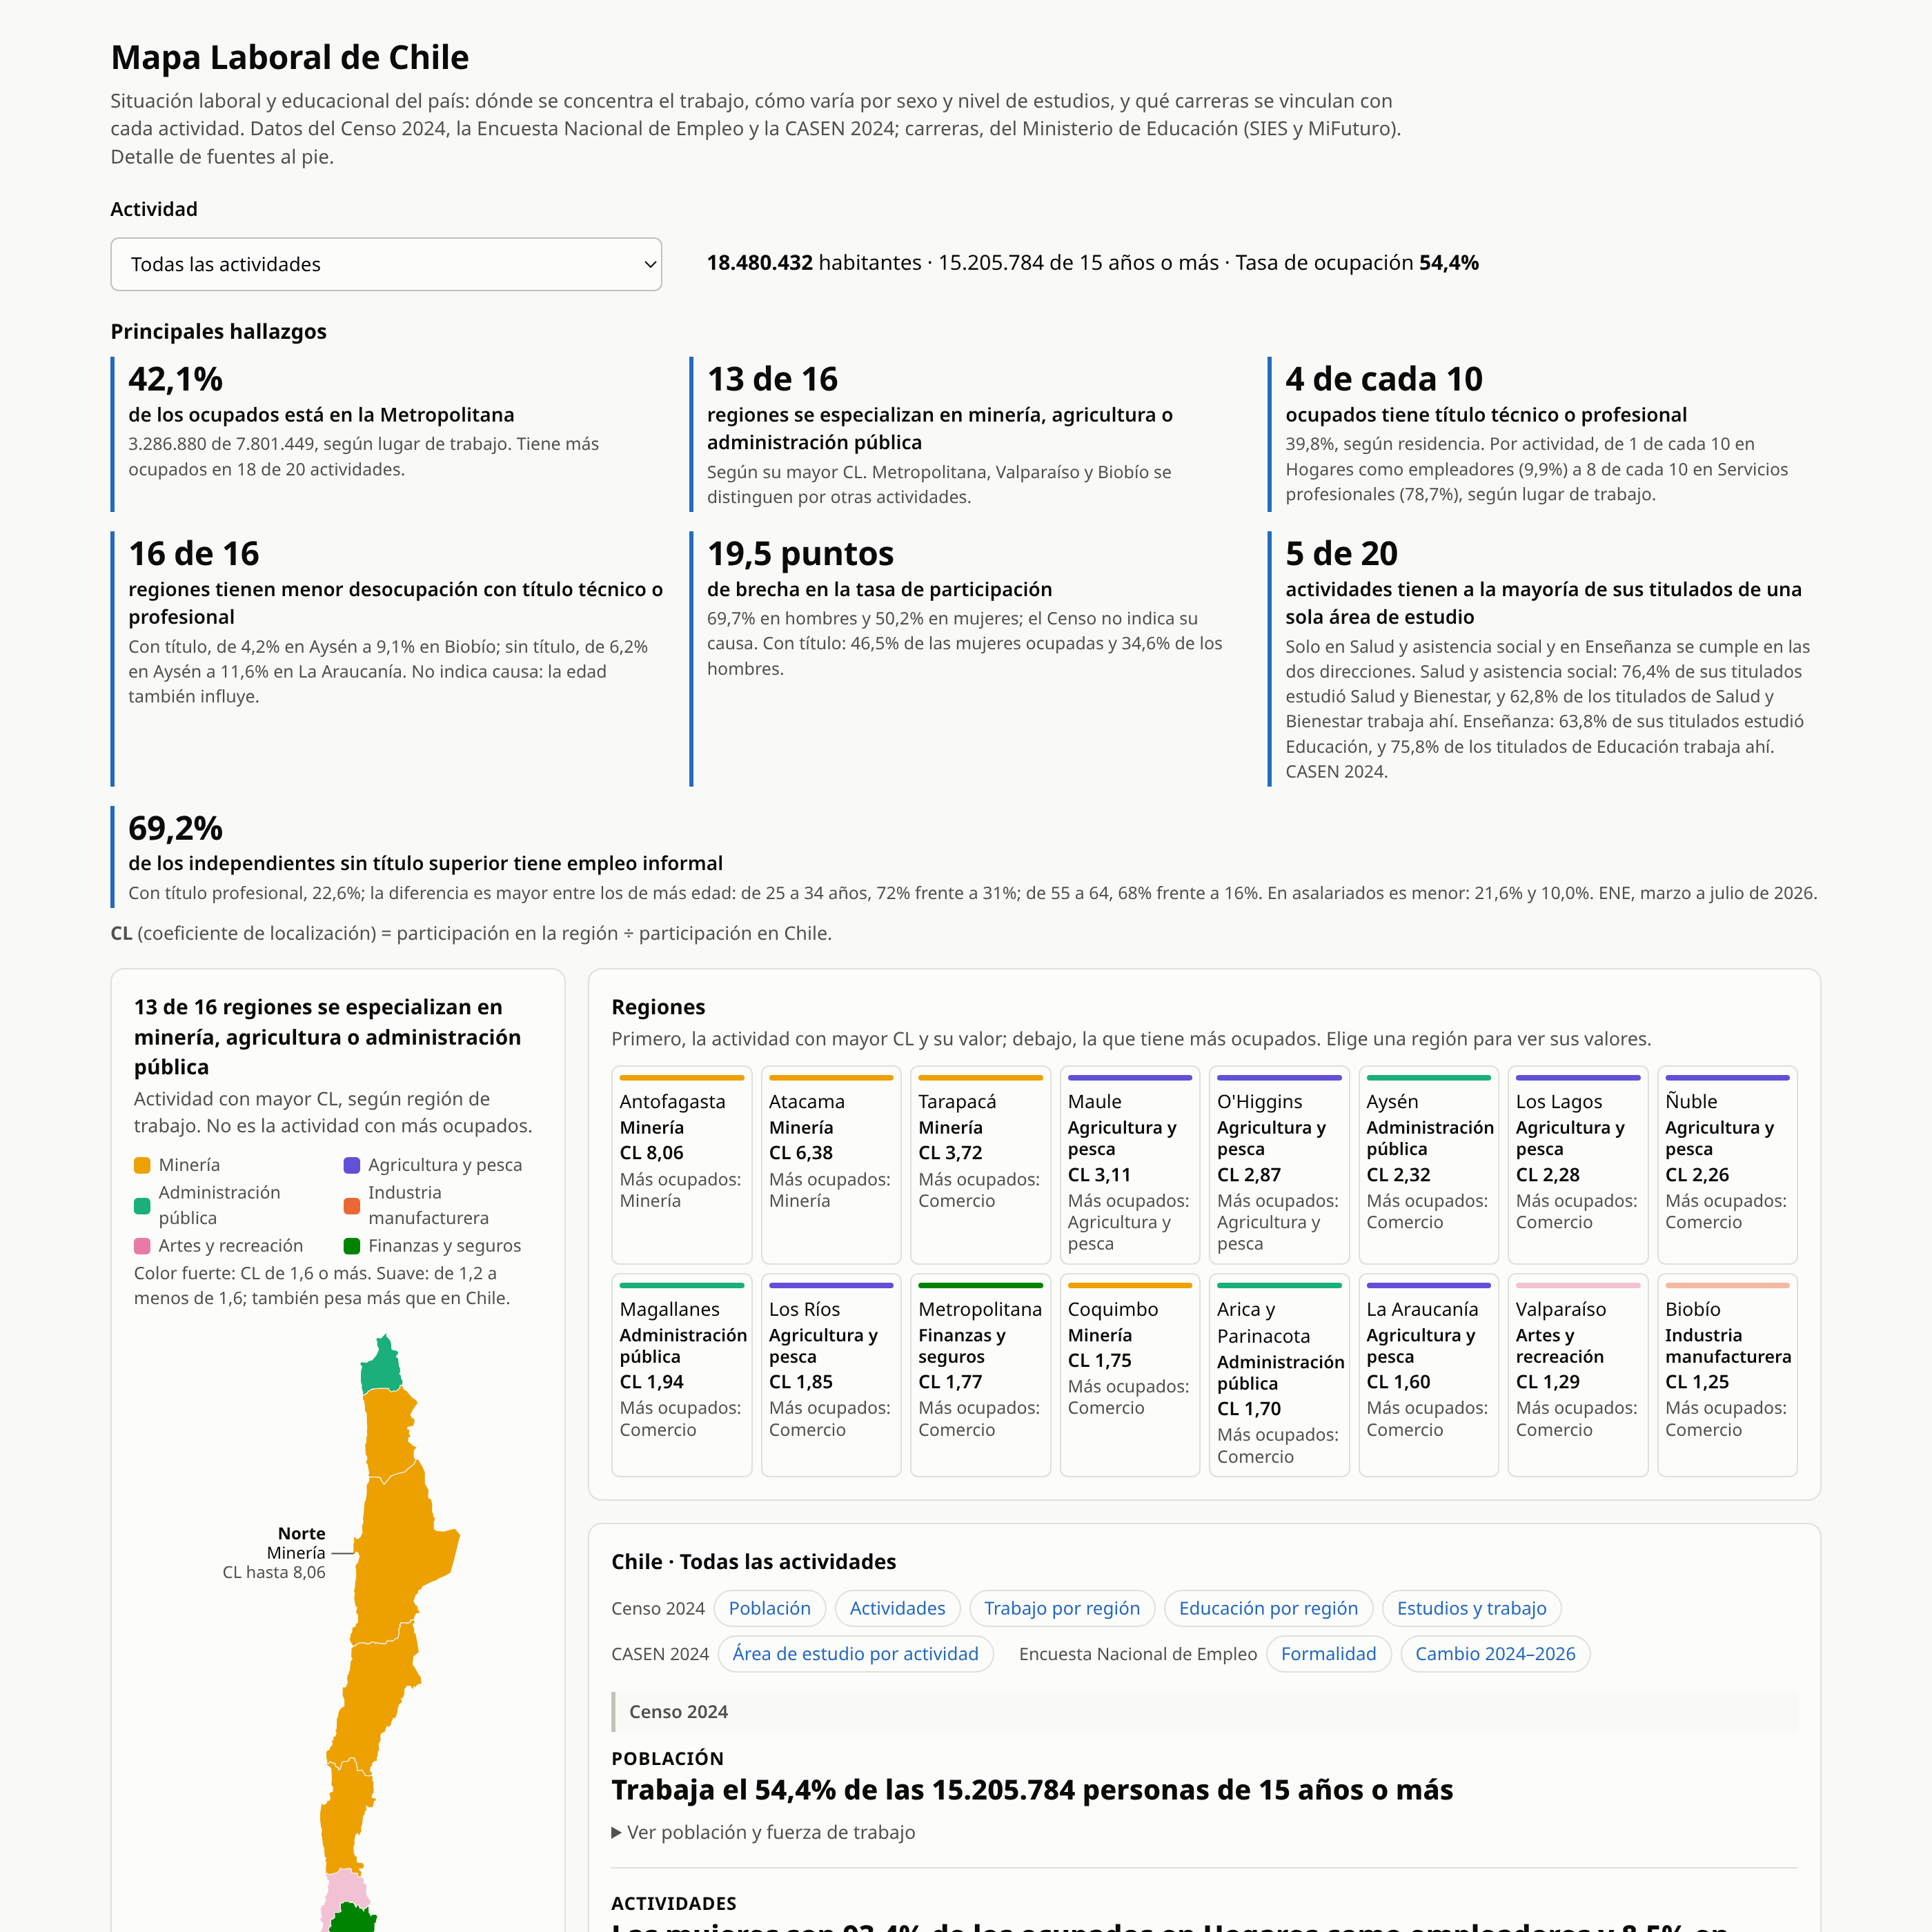 Mapa Laboral de Chile
Situación laboral y educacional del país: dónde se concentra el trabajo, cómo varía por sexo y nivel de estudios, y qué carreras se vinculan con
cada actividad. Datos del Censo 2024, la Encuesta Nacional de Empleo y la CASEN 2024; carreras, del Ministerio de Educación (SIES y MiFuturo).
Detalle de fuentes al pie.
Actividad
Todas las actividades
18.480.432 habitantes · 15.205.784 de 15 años o más · Tasa de ocupación 54,4%
Principales hallazgos
42,1%
de los ocupados está en la Metropolitana
3.286.880 de 7.801.449, según lugar de trabajo. Tiene más
ocupados en 18 de 20 actividades.
13 de 16
regiones se especializan en minería, agricultura o
administración pública
Según su mayor CL. Metropolitana, Valparaíso y Biobío se
distinguen por otras actividades.
4 de cada 10
ocupados tiene título técnico o profesional
39,8%, según residencia. Por actividad, de 1 de cada 10 en
Hogares como empleadores (9,9%) a 8 de cada 10 en Servicios
profesionales (78,7%), según lugar de trabajo.
16 de 16
regiones tienen menor desocupación con título técnico o
profesional
Con título, de 4,2% en Aysén a 9,1% en Biobío; sin título, de 6,2%
en Aysén a 11,6% en La Araucanía. No indica causa: la edad
también influye.
19,5 puntos
de brecha en la tasa de participación
69,7% en hombres y 50,2% en mujeres; el Censo no indica su
causa. Con título: 46,5% de las mujeres ocupadas y 34,6% de los
hombres.
5 de 20
actividades tienen a la mayoría de sus titulados de una
sola área de estudio
Solo en Salud y asistencia social y en Enseñanza se cumple en las
dos direcciones. Salud y asistencia social: 76,4% de sus titulados
estudió Salud y Bienestar, y 62,8% de los titulados de Salud y
Bienestar trabaja ahí. Enseñanza: 63,8% de sus titulados estudió
Educación, y 75,8% de los titulados de Educación trabaja ahí.
CASEN 2024.
69,2%
de los independientes sin título superior tiene empleo informal
Con título profesional, 22,6%; la diferencia es mayor entre los de más edad: de 25 a 34 años, 72% frente a 31%; de 55 a 64, 68% frente a 16%. En asalariados es menor: 21,6% y 10,0%. ENE, marzo a julio de 2026.
CL (coeficiente de localización) = participación en la región ÷ participación en Chile.
13 de 16 regiones se especializan en
minería, agricultura o administración
pública
Actividad con mayor CL, según región de
trabajo. No es la actividad con más ocupados.
Minería
Agricultura y pesca
Administración
pública
Industria
manufacturera
Artes y recreación
Finanzas y seguros
Color fuerte: CL de 1,6 o más. Suave: de 1,2 a
menos de 1,6; también pesa más que en Chile.
Norte
Minería
CL hasta 8,06
Regiones
Primero, la actividad con mayor CL y su valor; debajo, la que tiene más ocupados. Elige una región para ver sus valores.
Antofagasta
Minería
CL 8,06
Más ocupados:
Minería
Atacama
Minería
CL 6,38
Más ocupados:
Minería
Tarapacá
Minería
CL 3,72
Más ocupados:
Comercio
Maule
Agricultura y
pesca
CL 3,11
Más ocupados:
Agricultura y
pesca
O'Higgins
Agricultura y
pesca
CL 2,87
Más ocupados:
Agricultura y
pesca
Aysén
Administración
pública
CL 2,32
Más ocupados:
Comercio
Los Lagos
Agricultura y
pesca
CL 2,28
Más ocupados:
Comercio
Ñuble
Agricultura y
pesca
CL 2,26
Más ocupados:
Comercio
Magallanes
Administración
pública
CL 1,94
Más ocupados:
Comercio
Los Ríos
Agricultura y
pesca
CL 1,85
Más ocupados:
Comercio
Metropolitana
Finanzas y
seguros
CL 1,77
Más ocupados:
Comercio
Coquimbo
Minería
CL 1,75
Más ocupados:
Comercio
Arica y
Parinacota
Administración
pública
CL 1,70
Más ocupados:
Comercio
La Araucanía
Agricultura y
pesca
CL 1,60
Más ocupados:
Comercio
Valparaíso
Artes y
recreación
CL 1,29
Más ocupados:
Comercio
Biobío
Industria
manufacturera
CL 1,25
Más ocupados:
Comercio
Chile · Todas las actividades
Censo 2024 Población Actividades Trabajo por región Educación por región Estudios y trabajo
CASEN 2024 Área de estudio por actividad Encuesta Nacional de Empleo Formalidad Cambio 2024–2026
Censo 2024
POBLACIÓN
Trabaja el 54,4% de las 15.205.784 personas de 15 años o más
Ver población y fuerza de trabajo
ACTIVIDADES
Las mujeres son 93,4% de los ocupados en Hogares como empleadores y 8,5% en